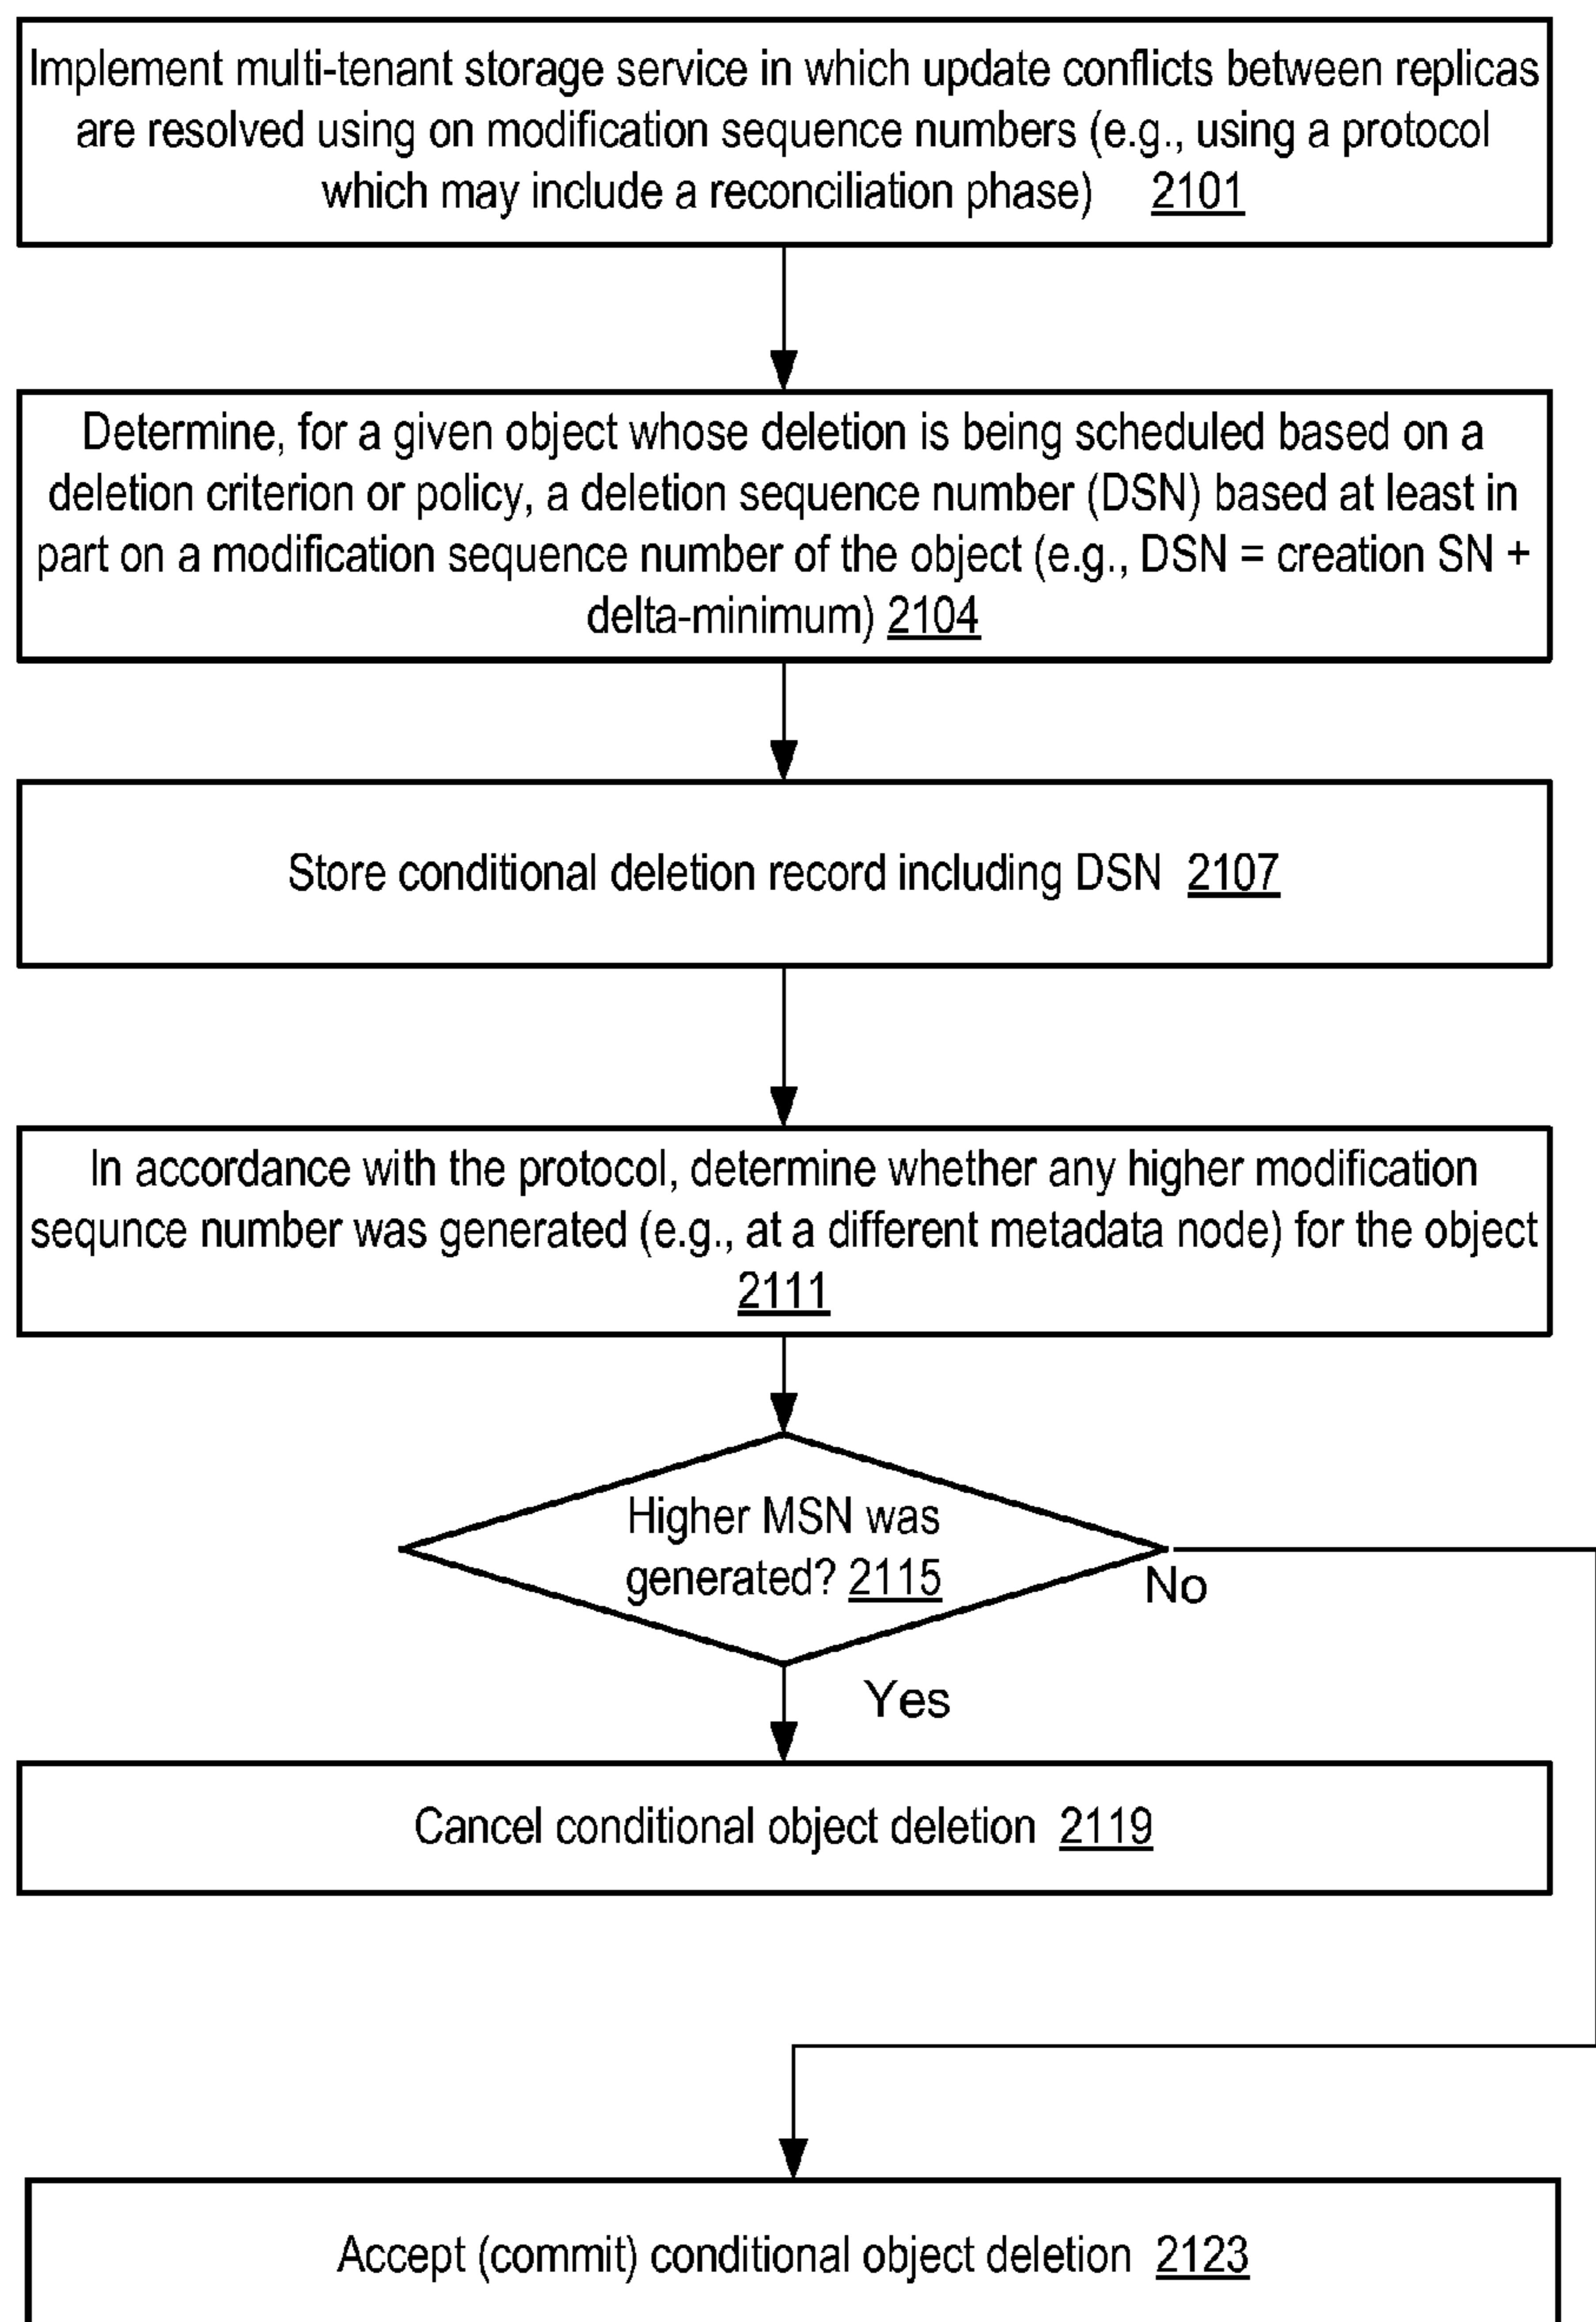 Implement multi-tenant storage service in which update conflicts between replicas
are resolved using on modification sequence numbers (e.g., using a protocol
which may include a reconciliation phase) 2101
Determine, for a given object whose deletion is being scheduled based on a
deletion criterion or policy, a deletion sequence number (DSN) based at least in
part on a modification sequence number of the object (e.g., DSN = creation SN +
delta-minimum) 2104
Store conditional deletion record including DSN 2107
In accordance with the protocol, determine whether any higher modification
sequnce number was generated (e.g., at a different metadata node) for the object
2111
Higher MSN was
generated? 2115
No
Yes
Cancel conditional object deletion 2119
Accept (commit) conditional object deletion 2123